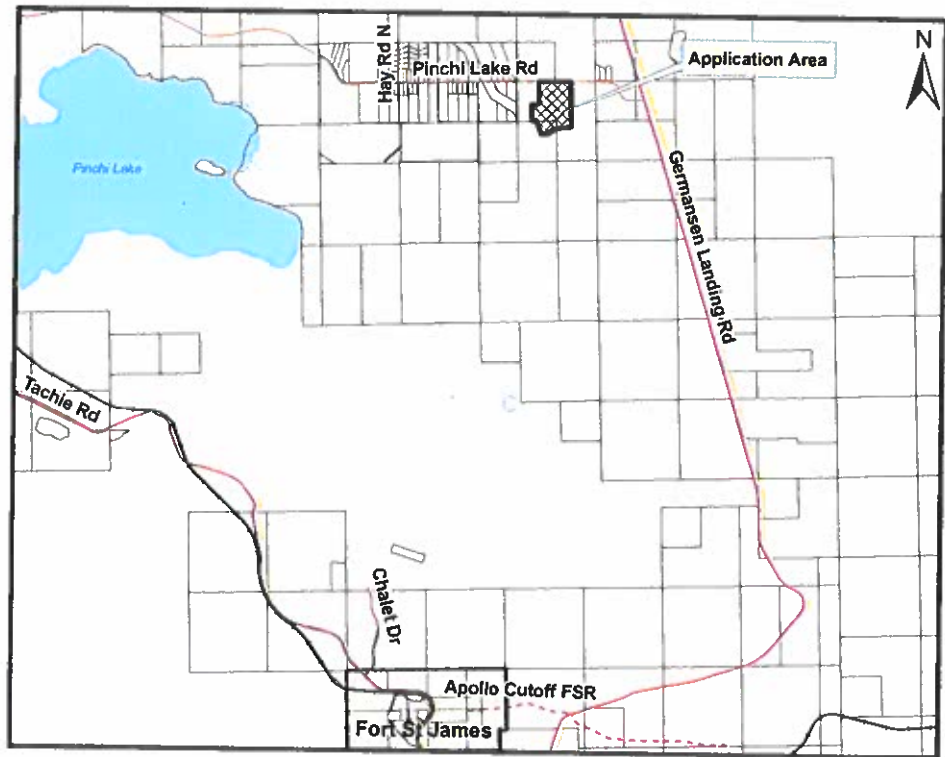 Hay Rd N
Pinchi Lake Rd
Application Area
N
Pinchi Lake
Germansen Landing Rd
Tachie Rd
Chalet Dr
Apollo Cutoff FSR
Fort St James